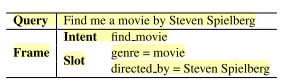 Query Find me a movie by Steven Spielberg
Frame Intent find_movie
Slot genre = movie
directed_by = Steven Spielberg